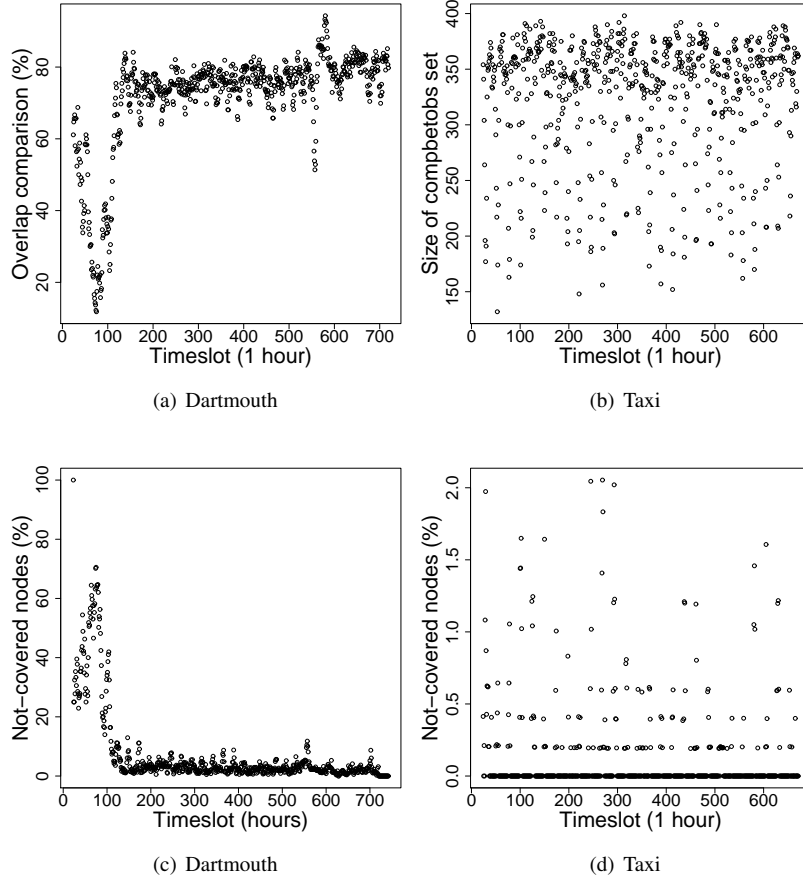 Overlap comparison (%)
80
60
40
20
0 100 200 300 400 500 600 700
Timeslot (1 hour)
(a) Dartmouth
Size of compbetobs set
400
350
300
250
200
150
0 100 200 300 400 500 600
Timeslot (1 hour)
(b) Taxi
Not−covered nodes (%)
100
80
60
40
20
0
0 100 200 300 400 500 600 700
Timeslot (hours)
(c) Dartmouth
Not−covered nodes (%)
2.0
1.5
1.0
0.5
0.0
0 100 200 300 400 500 600
Timeslot (1 hour)
(d) Taxi